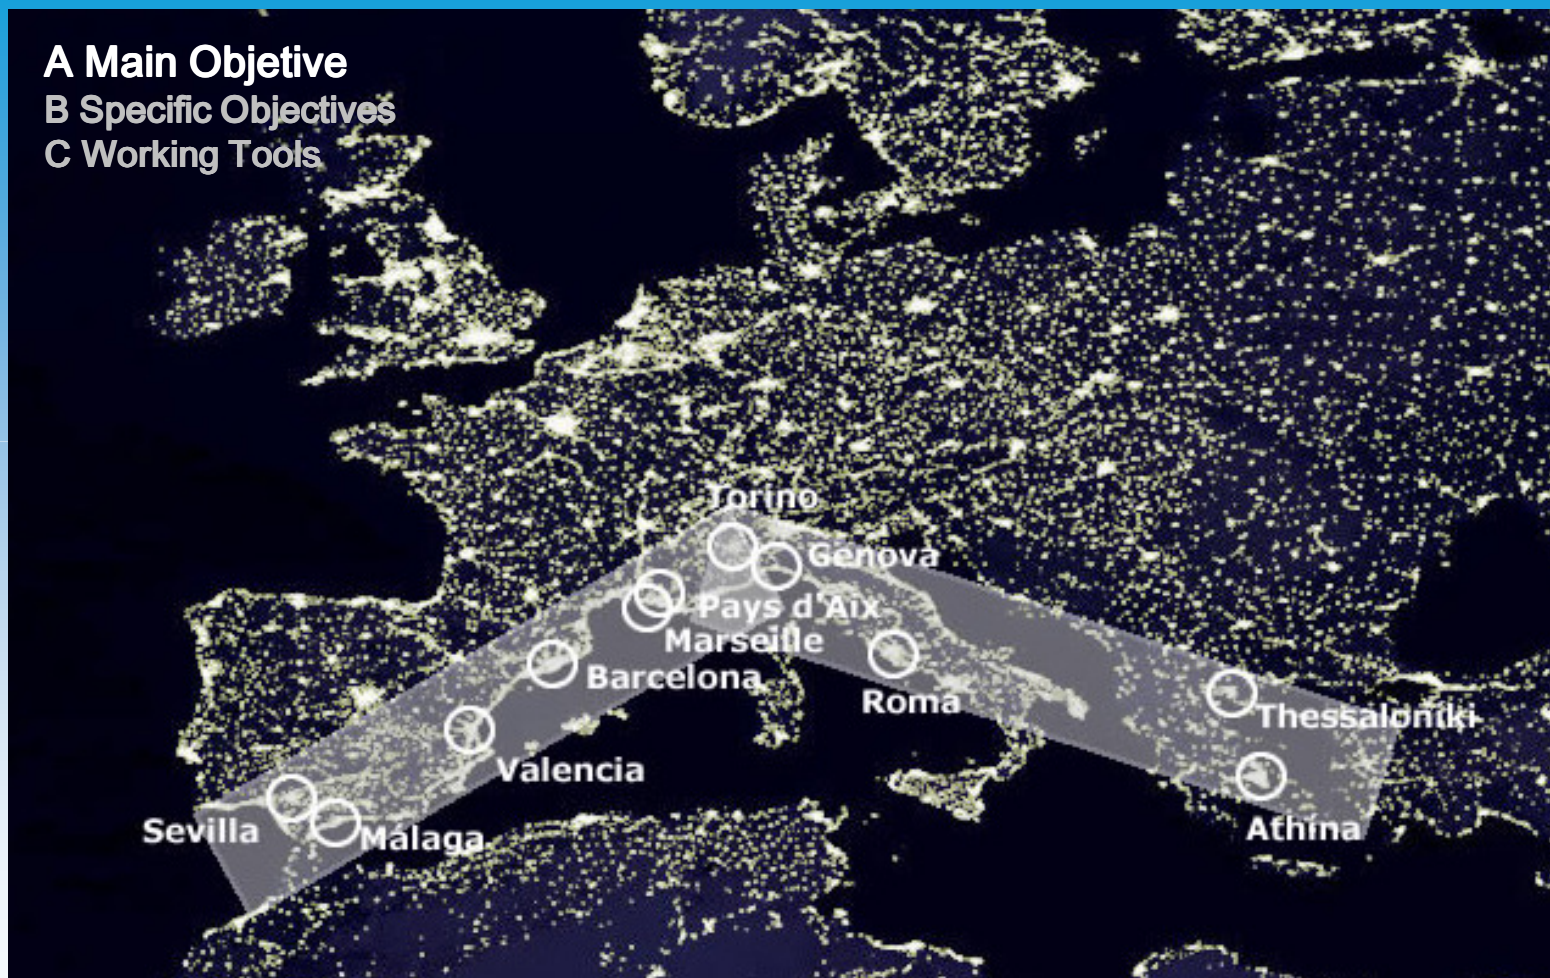 A Main Objetive
B Specific Objectives
C Working Tools
Torino
Genova
Pays d'Aix
Marseille
Barcelona
Roma
Thessaloniki
Valencia
Sevilla
Málaga
Athína